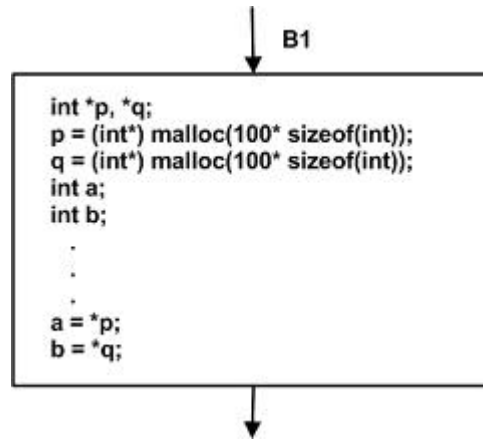 B1
int *p, *q;
p = (int*) malloc(100* sizeof(int));
q = (int*) malloc(100* sizeof(int));
int a;
int b;
.
.
.
a = *p;
b = *q;